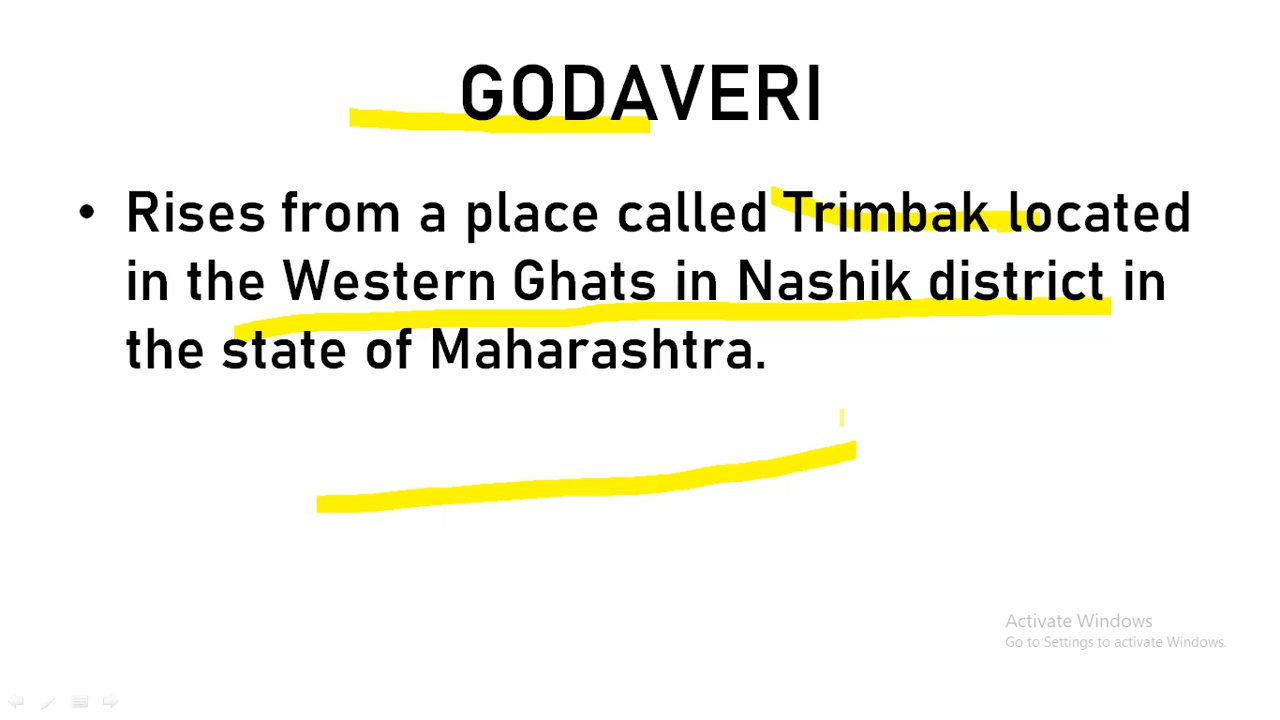 GODAVERI
• Rises from a place called Trimbak located
in the Western Ghats in Nashik district in
the state of Maharashtra.
Activate Windows
Go to Settings to activate Windows.